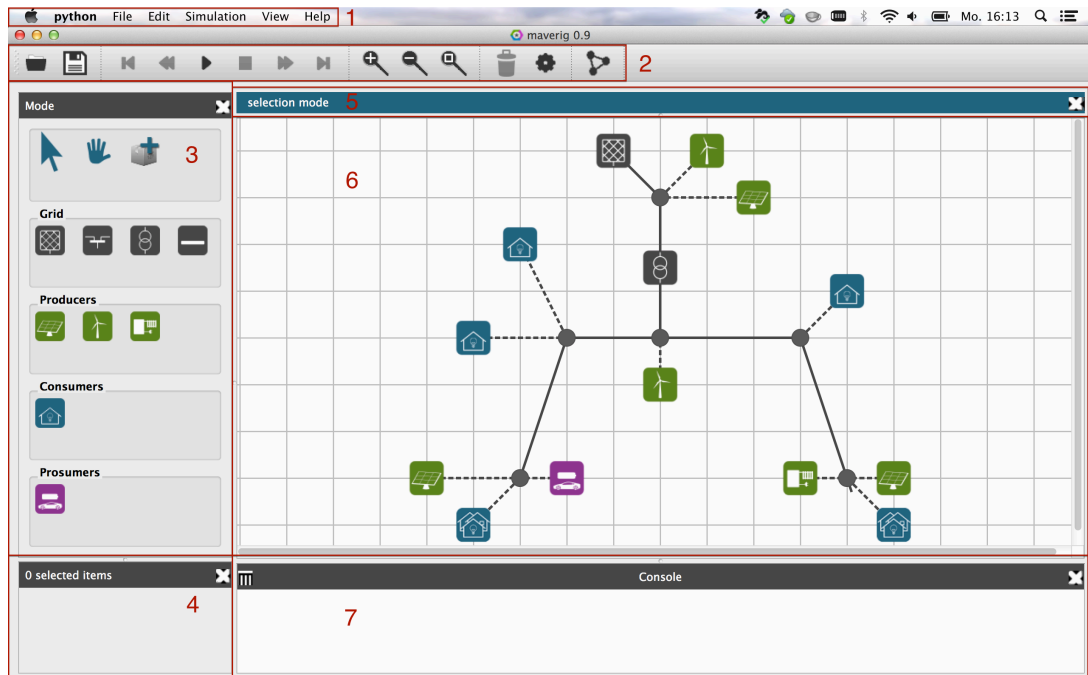 python File Edit Simulation View Help 1 Mo. 16:13
maverig 0.9
2
Mode
selection mode 5
3
6
Grid
Producers
Consumers
Prosumers
0 selected items
Console
4
7